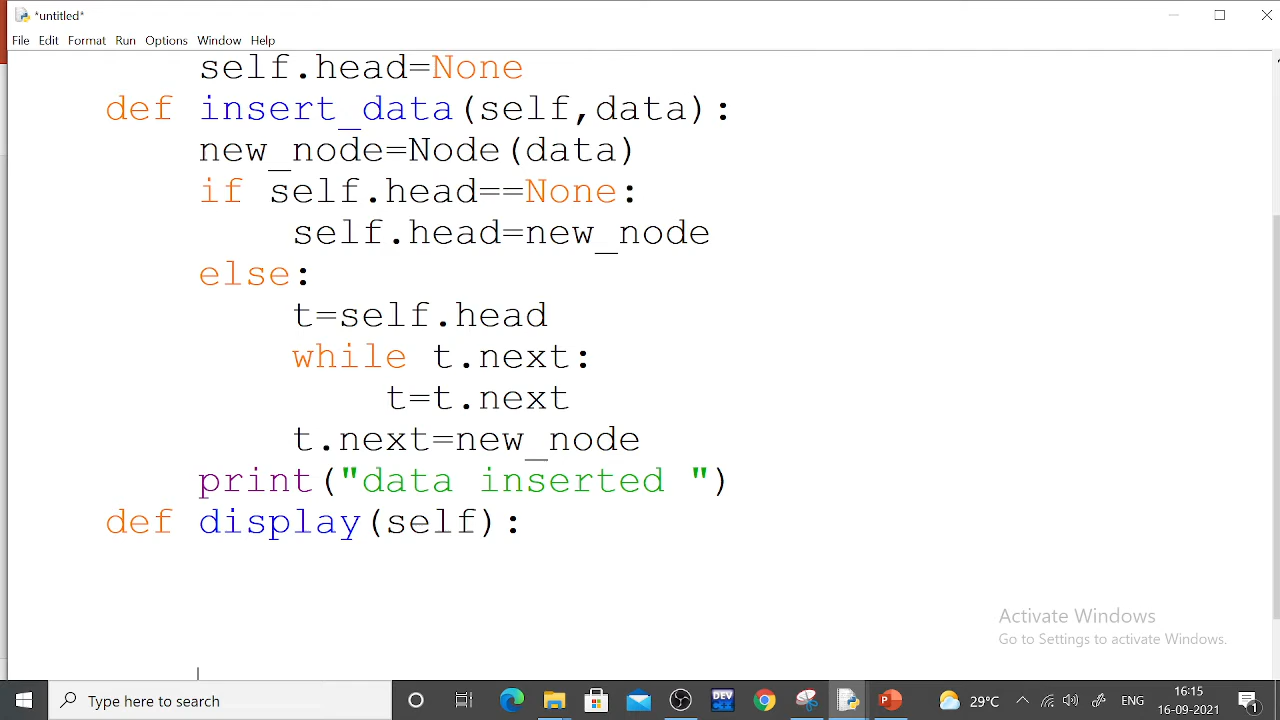 *untitled*
File Edit Format Run Options Window Help
self.head=None
def insert_data(self,data):
new_node=Node(data)
if self.head==None:
self.head=new_node
else:
t=self.head
while t.next:
t=t.next
t.next=new_node
print("data inserted ")
def display(self):
Activate Windows
Go to Settings to activate Windows.
Type here to search
DEV C++
29°C
ENG
16:15
16-09-2021
1